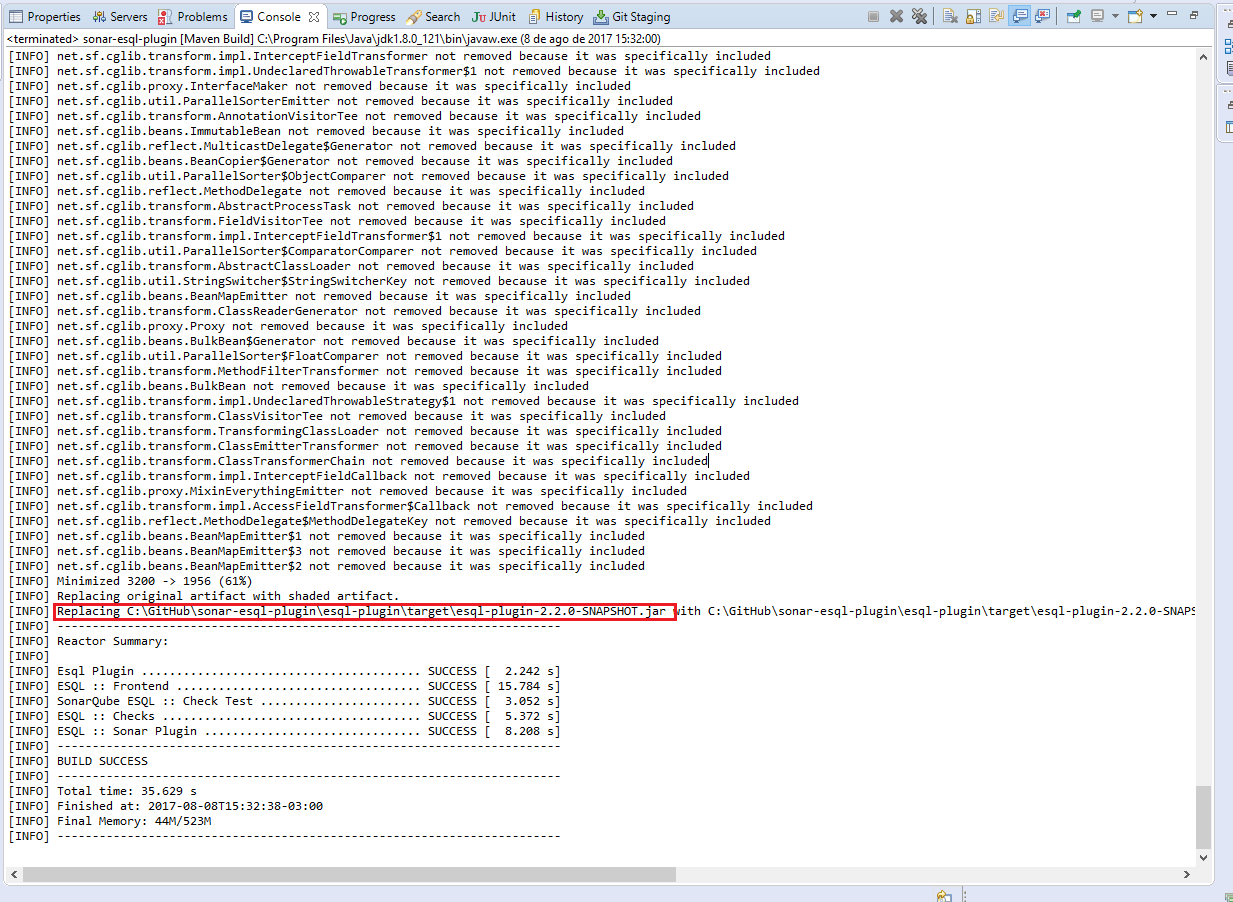 Properties Servers Problems Console Progress Search JUnit History Git Staging
<terminated> sonar-esql-plugin [Maven Build] C:\Program Files\Java\jdk1.8.0_121\bin\javaw.exe (8 de ago de 2017 15:32:00)
[INFO] net.sf.cglib.transform.impl.InterceptFieldTransformer not removed because it was specifically included
[INFO] net.sf.cglib.transform.impl.UndeclaredThrowableTransformer$1 not removed because it was specifically included
[INFO] net.sf.cglib.proxy.InterfaceMaker not removed because it was specifically included
[INFO] net.sf.cglib.util.ParallelSorterEmitter not removed because it was specifically included
[INFO] net.sf.cglib.transform.AnnotationVisitorTee not removed because it was specifically included
[INFO] net.sf.cglib.beans.ImmutableBean not removed because it was specifically included
[INFO] net.sf.cglib.reflect.MulticastDelegate$Generator not removed because it was specifically included
[INFO] net.sf.cglib.beans.BeanCopier$Generator not removed because it was specifically included
[INFO] net.sf.cglib.util.ParallelSorter$ObjectComparer not removed because it was specifically included
[INFO] net.sf.cglib.reflect.MethodDelegate not removed because it was specifically included
[INFO] net.sf.cglib.transform.AbstractProcessTask not removed because it was specifically included
[INFO] net.sf.cglib.transform.FieldVisitorTee not removed because it was specifically included
[INFO] net.sf.cglib.transform.impl.InterceptFieldTransformer$1 not removed because it was specifically included
[INFO] net.sf.cglib.util.ParallelSorter$ComparatorComparer not removed because it was specifically included
[INFO] net.sf.cglib.transform.AbstractClassLoader not removed because it was specifically included
[INFO] net.sf.cglib.util.StringSwitcher$StringSwitcherKey not removed because it was specifically included
[INFO] net.sf.cglib.beans.BeanMapEmitter not removed because it was specifically included
[INFO] net.sf.cglib.transform.ClassReaderGenerator not removed because it was specifically included
[INFO] net.sf.cglib.proxy.Proxy not removed because it was specifically included
[INFO] net.sf.cglib.beans.BulkBean$Generator not removed because it was specifically included
[INFO] net.sf.cglib.util.ParallelSorter$FloatComparer not removed because it was specifically included
[INFO] net.sf.cglib.transform.MethodFilterTransformer not removed because it was specifically included
[INFO] net.sf.cglib.beans.BulkBean not removed because it was specifically included
[INFO] net.sf.cglib.transform.impl.UndeclaredThrowableStrategy$1 not removed because it was specifically included
[INFO] net.sf.cglib.transform.ClassVisitorTee not removed because it was specifically included
[INFO] net.sf.cglib.transform.TransformingClassLoader not removed because it was specifically included
[INFO] net.sf.cglib.transform.ClassEmitterTransformer not removed because it was specifically included
[INFO] net.sf.cglib.transform.ClassTransformerChain not removed because it was specifically included
[INFO] net.sf.cglib.transform.impl.InterceptFieldCallback not removed because it was specifically included
[INFO] net.sf.cglib.proxy.MixinEverythingEmitter not removed because it was specifically included
[INFO] net.sf.cglib.transform.impl.AccessFieldTransformer$Callback not removed because it was specifically included
[INFO] net.sf.cglib.reflect.MethodDelegate$MethodDelegateKey not removed because it was specifically included
[INFO] net.sf.cglib.beans.BeanMapEmitter$1 not removed because it was specifically included
[INFO] net.sf.cglib.beans.BeanMapEmitter$3 not removed because it was specifically included
[INFO] net.sf.cglib.beans.BeanMapEmitter$2 not removed because it was specifically included
[INFO] Minimized 3200 -> 1956 (61%)
[INFO] Replacing original artifact with shaded artifact.
[INFO] Replacing C:\GitHub\sonar-esql-plugin\esql-plugin\target\esql-plugin-2.2.0-SNAPSHOT.jar with C:\GitHub\sonar-esql-plugin\esql-plugin\target\esql-plugin-2.2.0-SNAPS
[INFO] ------------------------------------------------------------------------
[INFO] Reactor Summary:
[INFO]
[INFO] Esql Plugin ........................................ SUCCESS [  2.242 s]
[INFO] ESQL :: Frontend ................................... SUCCESS [ 15.784 s]
[INFO] SonarQube ESQL :: Check Test ....................... SUCCESS [  3.052 s]
[INFO] ESQL :: Checks ..................................... SUCCESS [  5.372 s]
[INFO] ESQL :: Sonar Plugin ............................... SUCCESS [  8.208 s]
[INFO] ------------------------------------------------------------------------
[INFO] BUILD SUCCESS
[INFO] ------------------------------------------------------------------------
[INFO] Total time: 35.629 s
[INFO] Finished at: 2017-08-08T15:32:38-03:00
[INFO] Final Memory: 44M/523M
[INFO] ------------------------------------------------------------------------